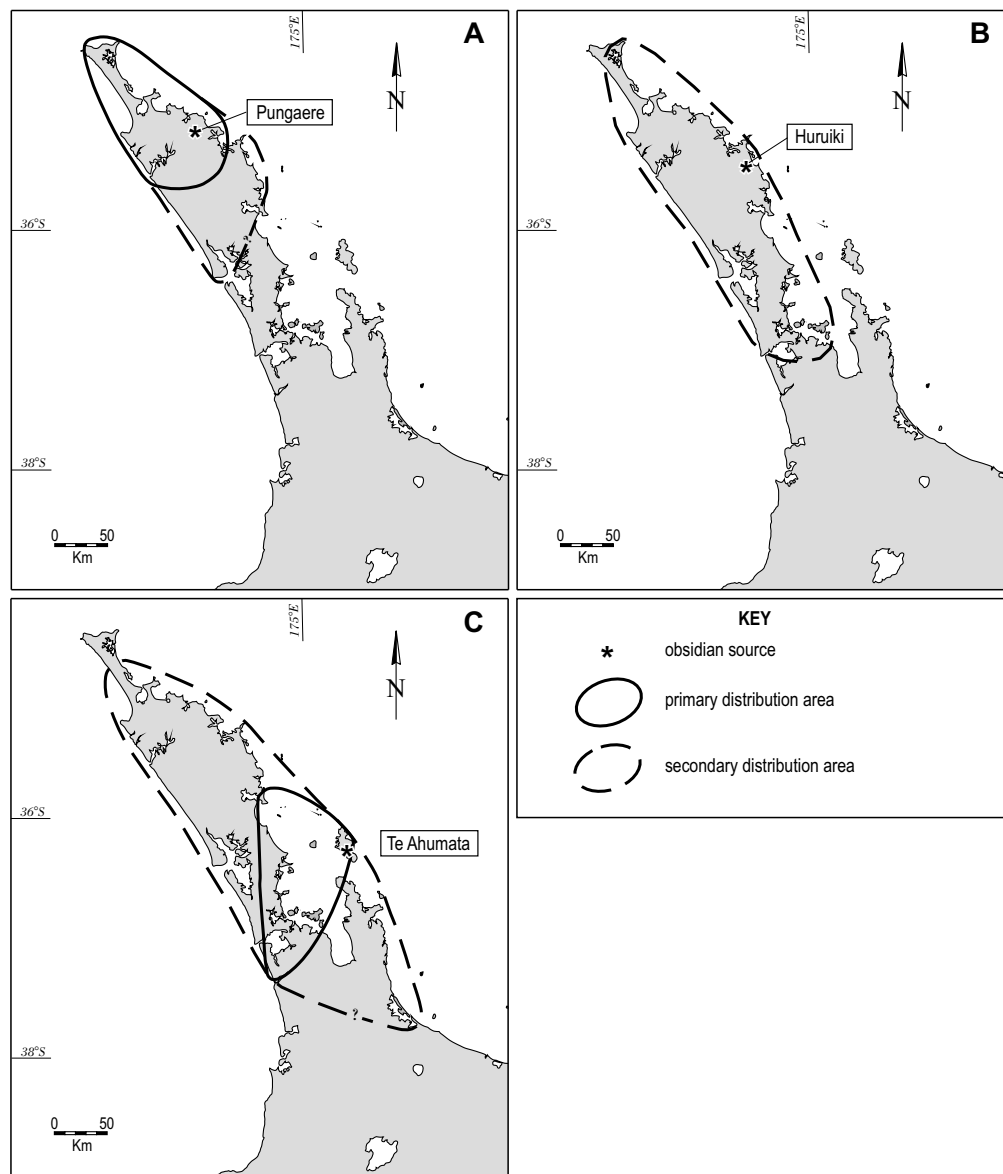 A
175°E
N
Pungaere
36°S
38°S
0 50
Km
B
175°E
N
Huruiki
36°S
38°S
0 50
Km
C
175°E
N
Te Ahumata
36°S
?
38°S
0 50
Km
KEY
* obsidian source
primary distribution area
secondary distribution area